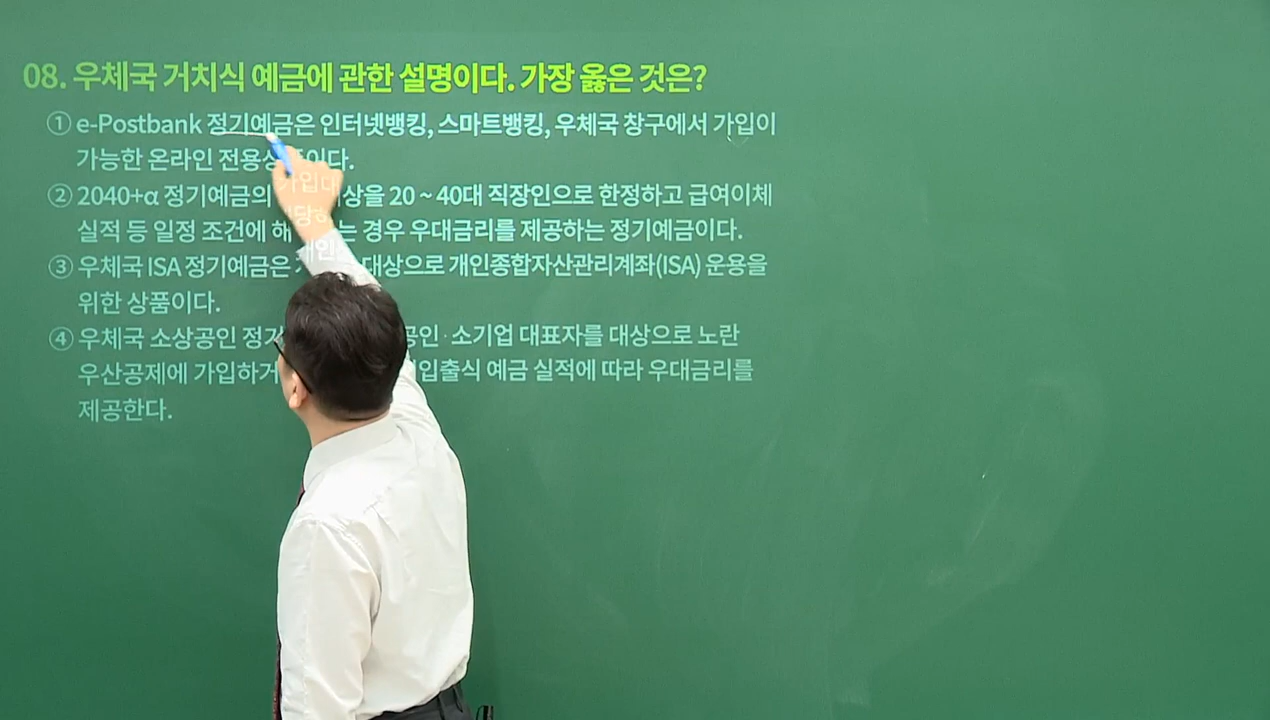 08. 우체국 거치식 예금에 관한 설명이다. 가장 옳은 것은?
① e-Postbank 정기예금은 인터넷뱅킹, 스마트뱅킹, 우체국 창구에서 가입이
가능한 온라인 전용상품이다.
② 2040+α 정기예금의 가입대상을 20 ~ 40대 직장인으로 한정하고 급여이체
실적 등 일정 조건에 해당하는 경우 우대금리를 제공하는 정기예금이다.
③ 우체국 ISA 정기예금은 개인을 대상으로 개인종합자산관리계좌(ISA) 운용을
위한 상품이다.
④ 우체국 소상공인 · 소기업 대표자를 대상으로 노란
우산공제에 예금 실적에 따라 우대금리를
제공한다.